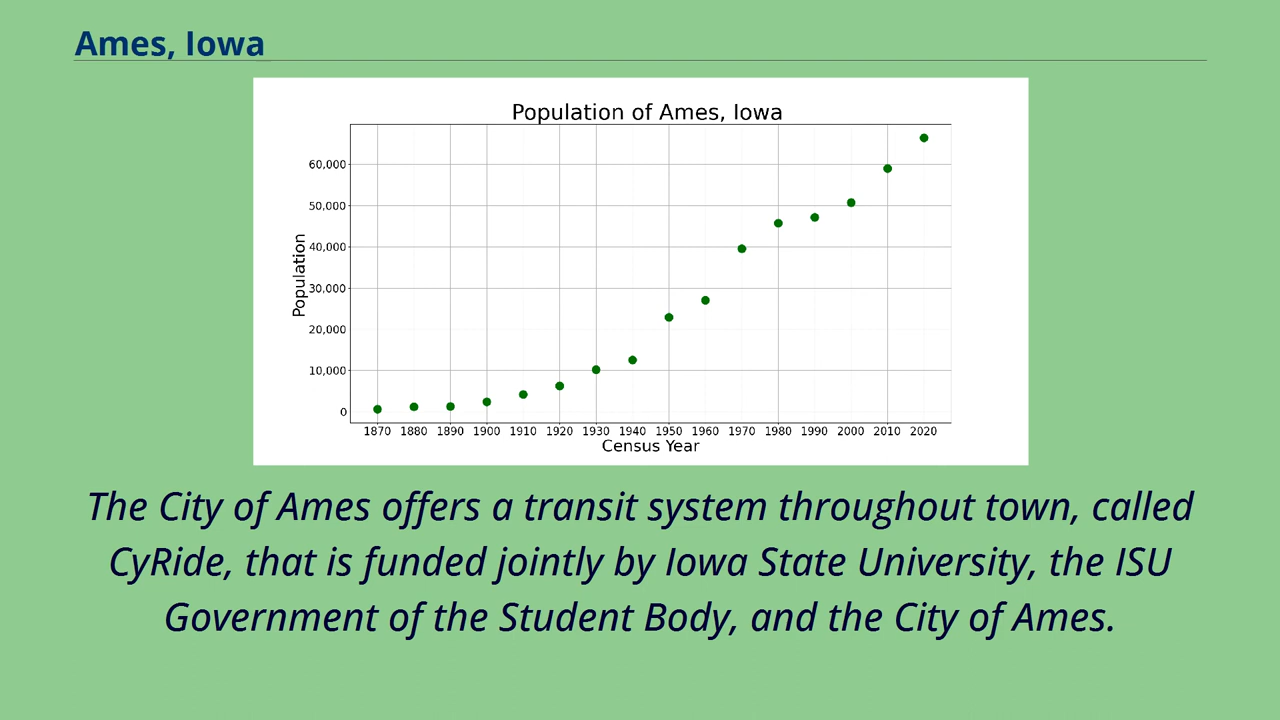 Ames, Iowa
Population of Ames, Iowa
60,000
50,000
40,000
30,000
20,000
10,000
0
Population
1870 1880 1890 1900 1910 1920 1930 1940 1950 1960 1970 1980 1990 2000 2010 2020
Census Year
The City of Ames offers a transit system throughout town, called
CyRide, that is funded jointly by Iowa State University, the ISU
Government of the Student Body, and the City of Ames.